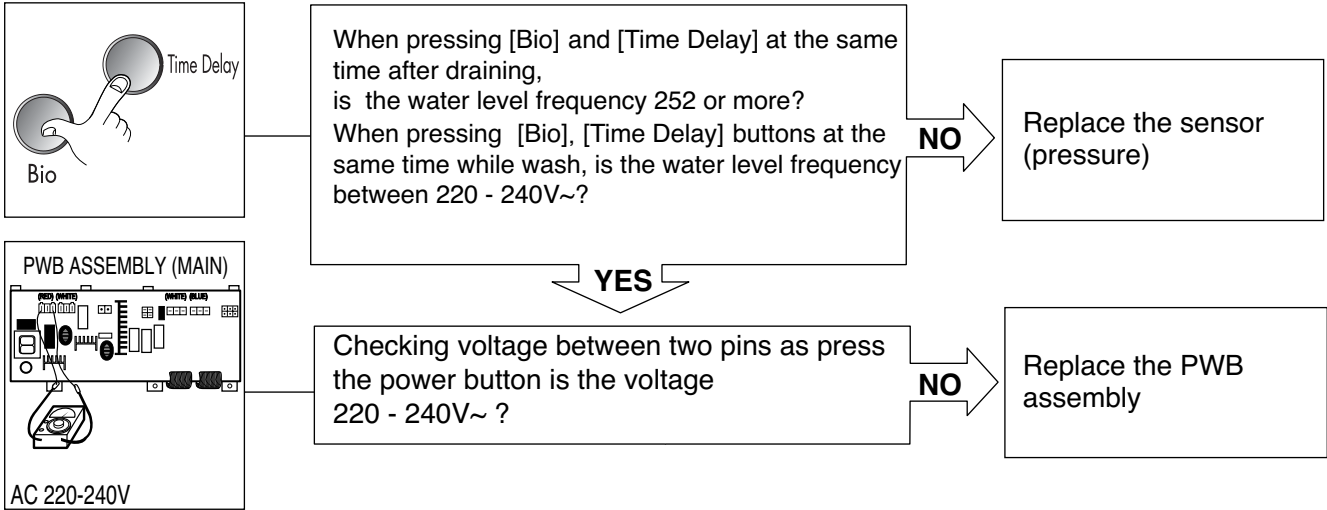 Time Delay
Bio
When pressing [Bio] and [Time Delay] at the same
time after draining,
is the water level frequency 252 or more?
When pressing [Bio], [Time Delay] buttons at the
same time while wash, is the water level frequency
between 220 - 240V~?
NO
Replace the sensor
(pressure)
YES
PWB ASSEMBLY (MAIN)
(RED) (WHITE) (WHITE) (BLUE)
AC 220-240V
Checking voltage between two pins as press
the power button is the voltage
220 - 240V~ ?
NO
Replace the PWB
assembly